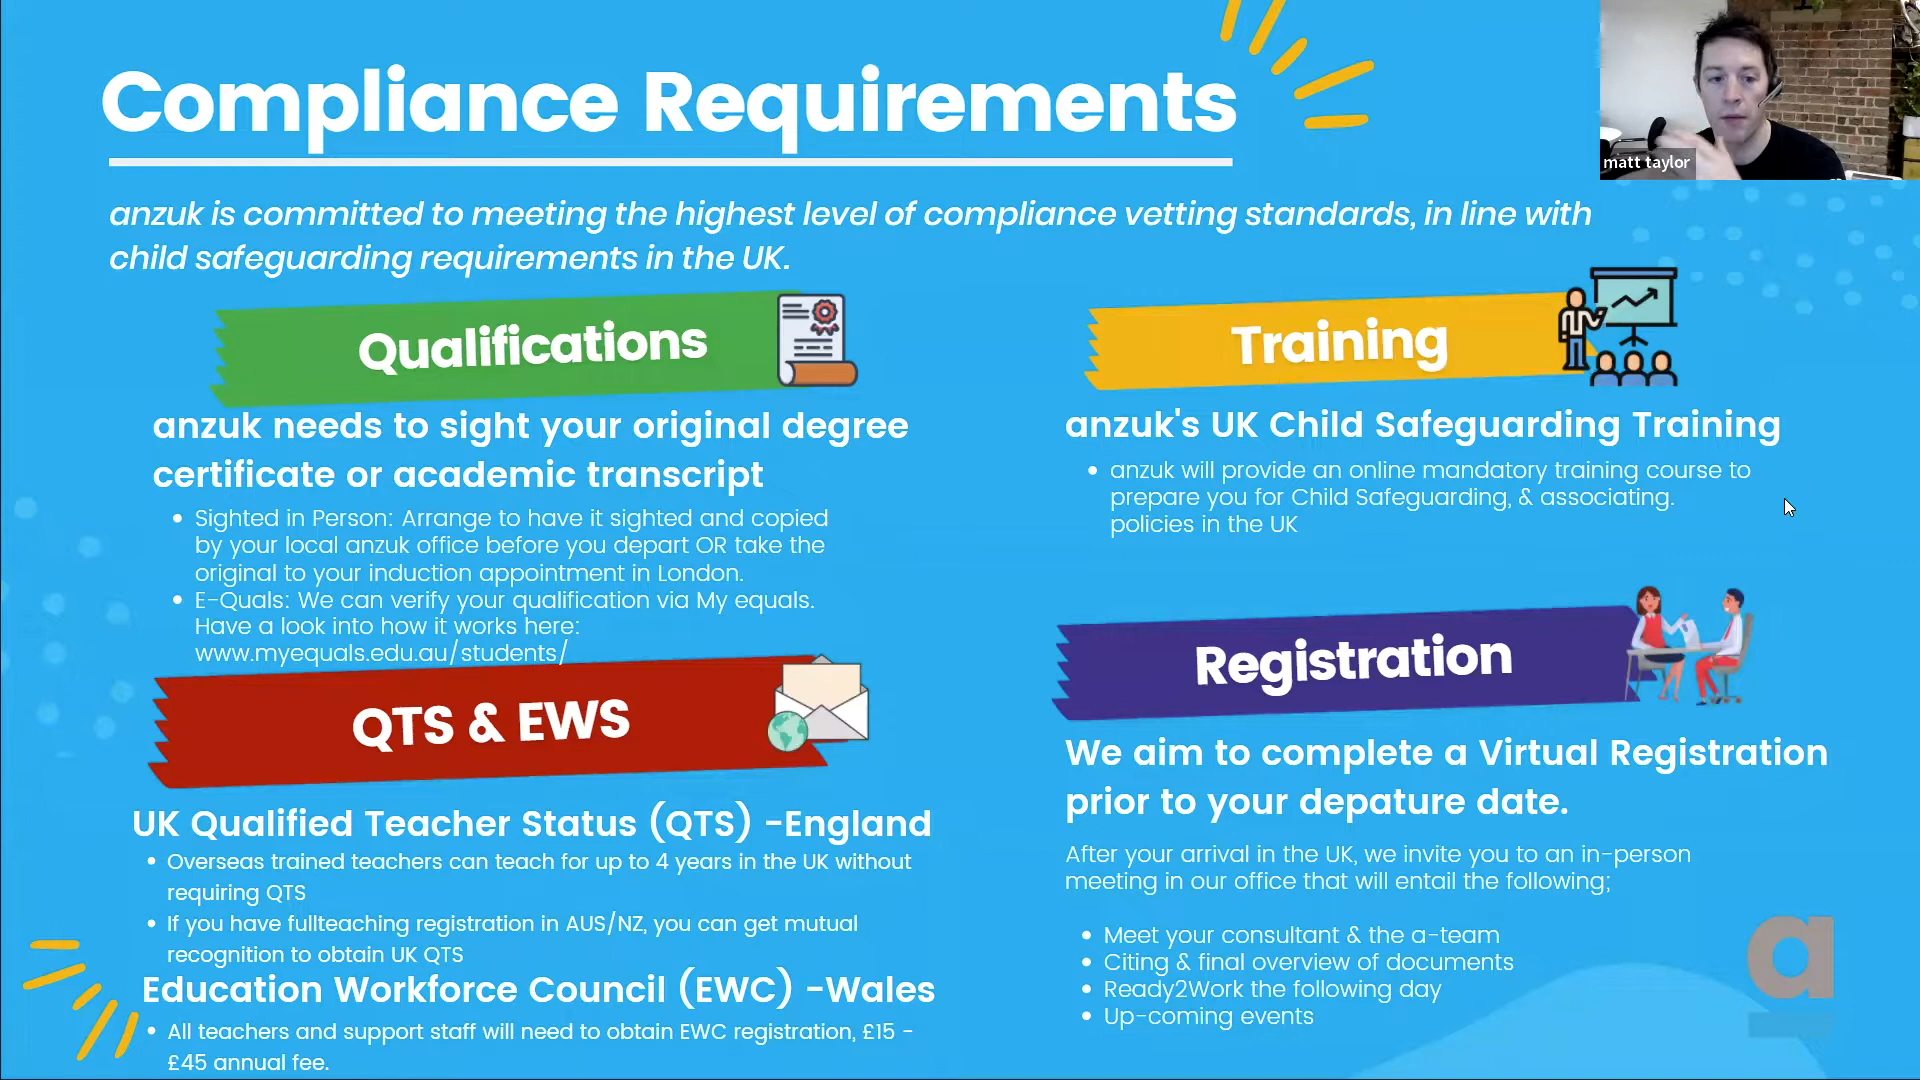 Compliance Requirements
matt taylor
anzuk is committed to meeting the highest level of compliance vetting standards, in line with
child safeguarding requirements in the UK.
Qualifications
anzuk needs to sight your original degree
certificate or academic transcript
• Sighted in Person: Arrange to have it sighted and copied
by your local anzuk office before you depart OR take the
original to your induction appointment in London.
• E-Quals: We can verify your qualification via My equals.
Have a look into how it works here:
www.myequals.edu.au/students/
QTS & EWS
UK Qualified Teacher Status (QTS) -England
• Overseas trained teachers can teach for up to 4 years in the UK without
requiring QTS
• If you have fullteaching registration in AUS/NZ, you can get mutual
recognition to obtain UK QTS
Education Workforce Council (EWC) -Wales
• All teachers and support staff will need to obtain EWC registration, £15 -
£45 annual fee.
Training
anzuk's UK Child Safeguarding Training
• anzuk will provide an online mandatory training course to
prepare you for Child Safeguarding, & associating.
policies in the UK
Registration
We aim to complete a Virtual Registration
prior to your depature date.
After your arrival in the UK, we invite you to an in-person
meeting in our office that will entail the following;
• Meet your consultant & the a-team
• Citing & final overview of documents
• Ready2Work the following day
• Up-coming events
a